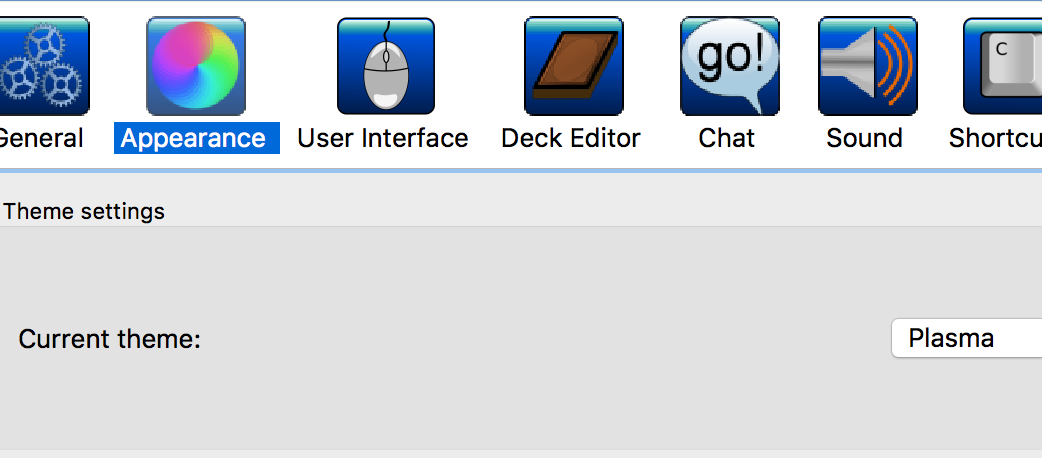 go!
C
General Appearance User Interface Deck Editor Chat Sound Shortcu
Theme settings
Current theme: Plasma